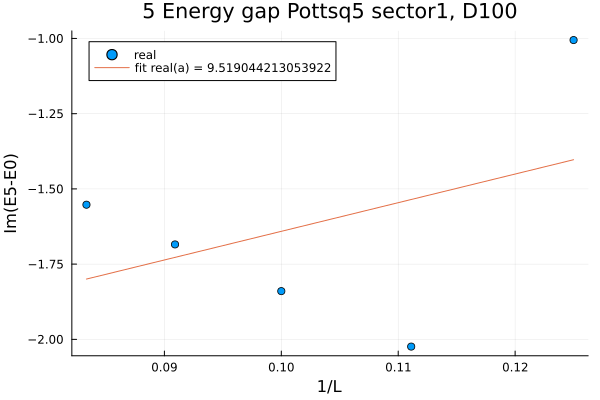 5 Energy gap Pottsq5 sector1, D100
real
fit real(a) = 9.519044213053922
Im(E5-E0)
−1.00
−1.25
−1.50
−1.75
−2.00
0.09
0.10
0.11
0.12
1/L